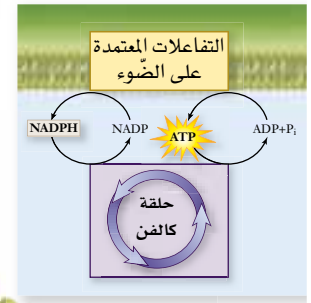 التفاعلات المعتمدة
على الضّوء
NADPH NADP ATP ADP+Pi
حلقة
كالفن